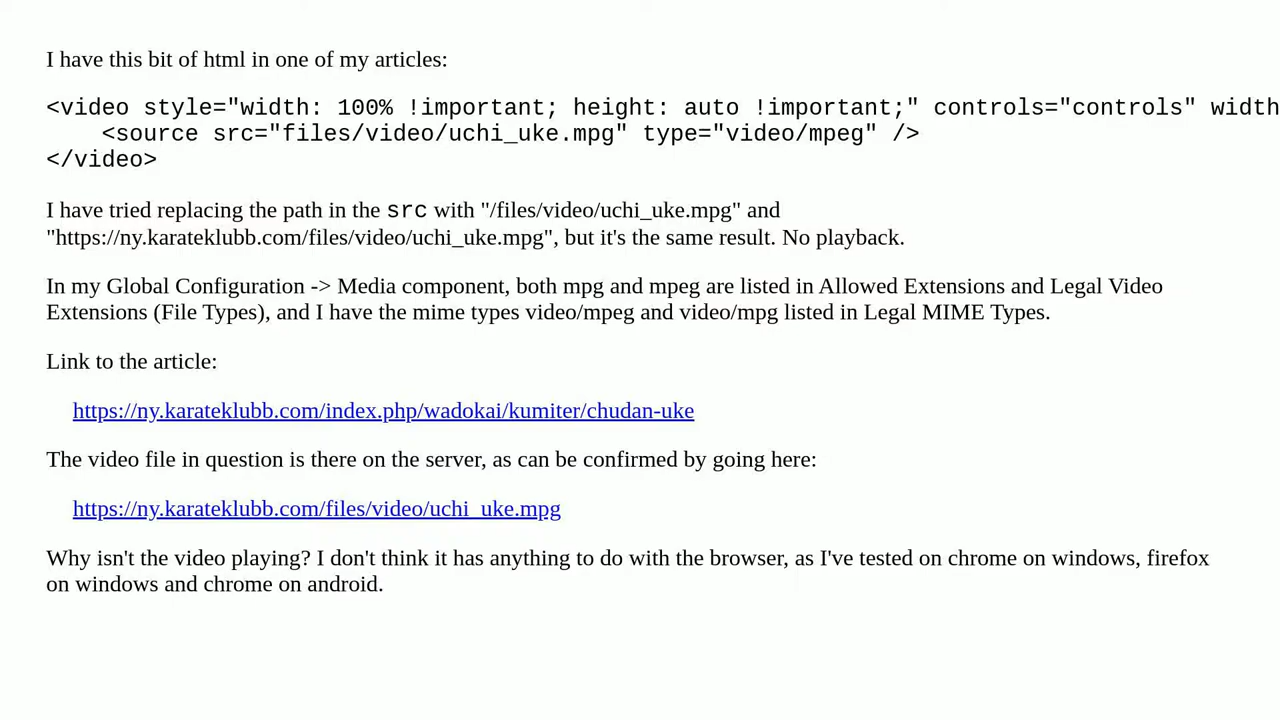 I have this bit of html in one of my articles:
<video style="width: 100% !important; height: auto !important;" controls="controls" width
<source src="files/video/uchi_uke.mpg" type="video/mpeg" />
</video>
I have tried replacing the path in the src with "/files/video/uchi_uke.mpg" and
"https://ny.karateklubb.com/files/video/uchi_uke.mpg", but it's the same result. No playback.
In my Global Configuration -> Media component, both mpg and mpeg are listed in Allowed Extensions and Legal Video
Extensions (File Types), and I have the mime types video/mpeg and video/mpg listed in Legal MIME Types.
Link to the article:
https://ny.karateklubb.com/index.php/wadokai/kumiter/chudan-uke
The video file in question is there on the server, as can be confirmed by going here:
https://ny.karateklubb.com/files/video/uchi_uke.mpg
Why isn't the video playing? I don't think it has anything to do with the browser, as I've tested on chrome on windows, firefox
on windows and chrome on android.